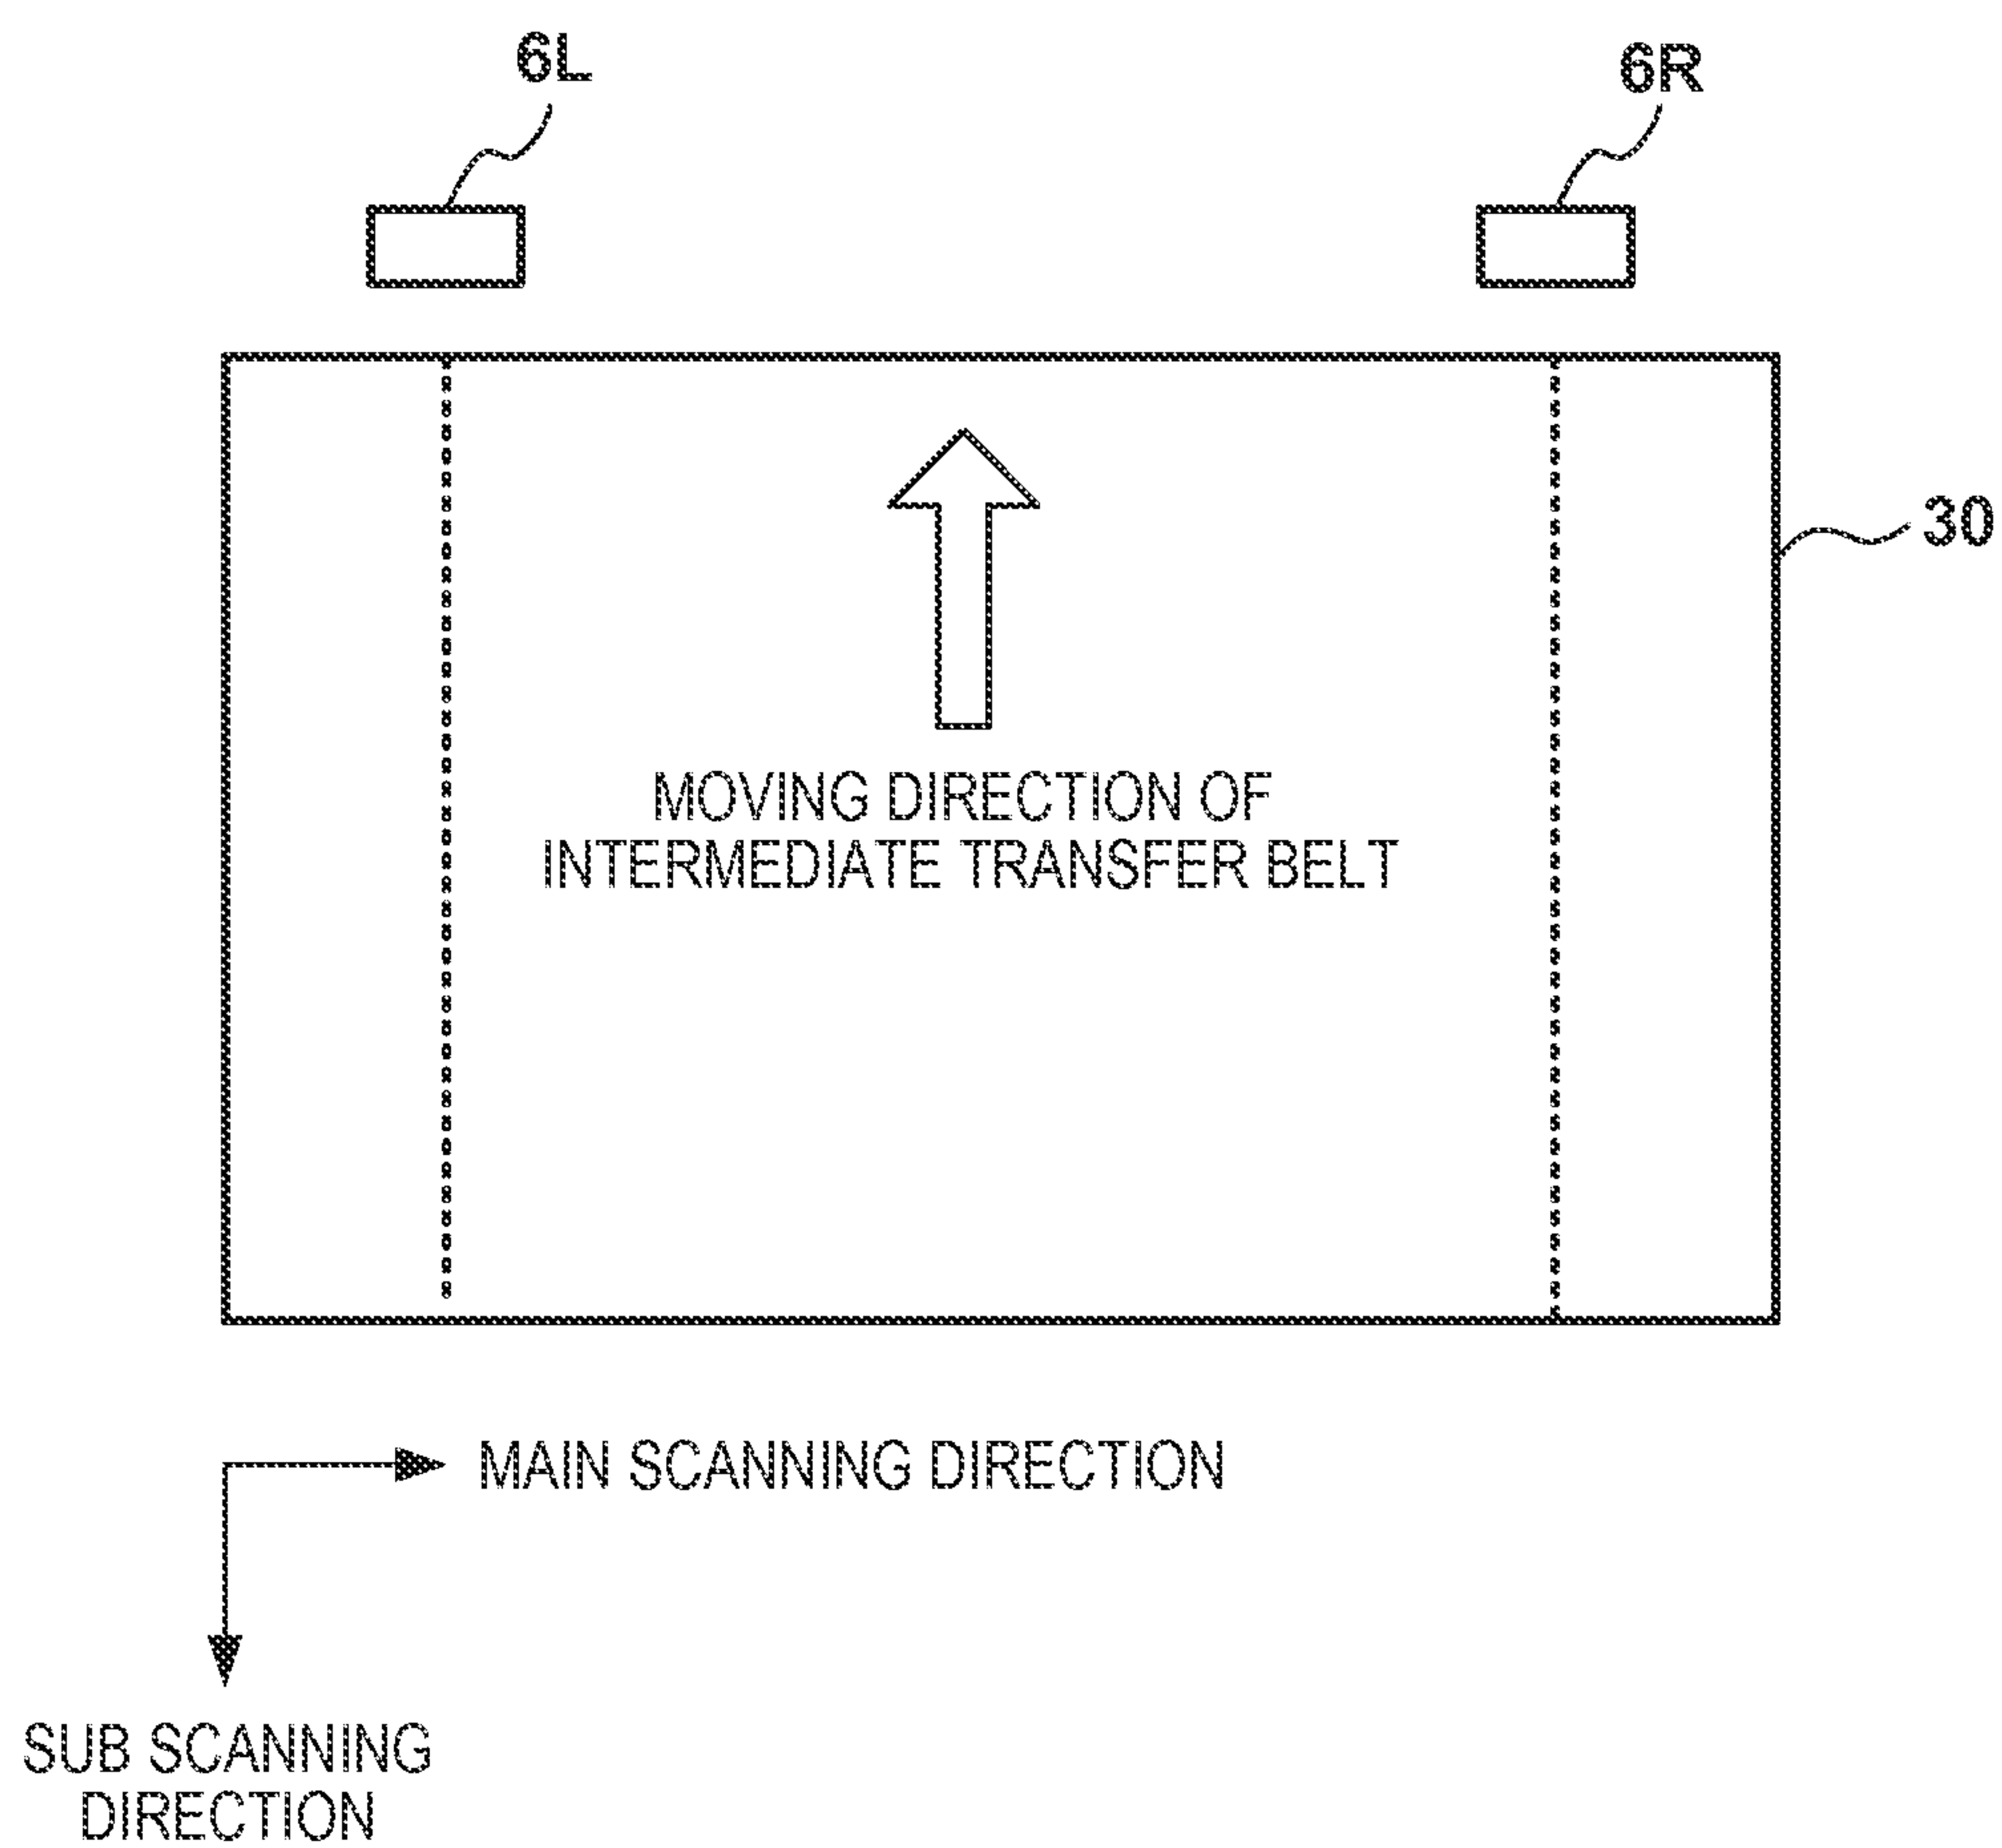 6L
6R
30
MOVING DIRECTION OF
INTERMEDIATE TRANSFER BELT
MAIN SCANNING DIRECTION
SUB SCANNING
DIRECTION